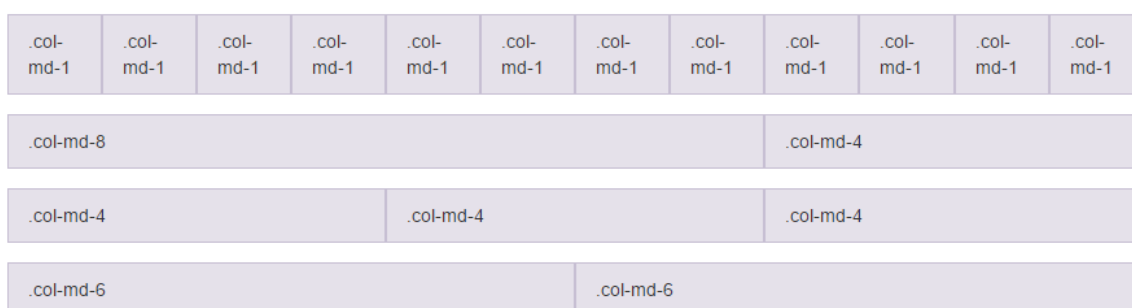 .col- .col- .col- .col- .col- .col- .col- .col- .col- .col- .col- .col-
md-1 md-1 md-1 md-1 md-1 md-1 md-1 md-1 md-1 md-1 md-1 md-1
.col-md-8 .col-md-4
.col-md-4 .col-md-4 .col-md-4
.col-md-6 .col-md-6